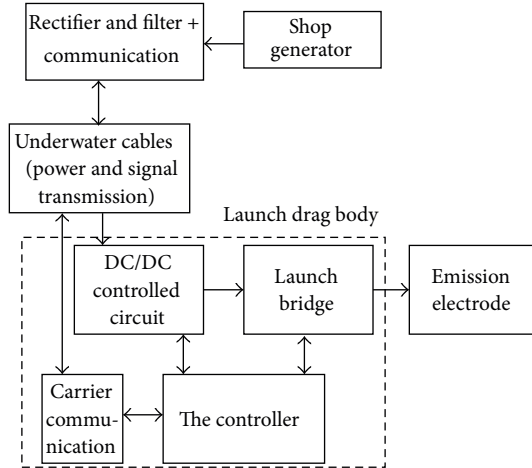 Rectifier and filter +
communication
Shop
generator
Underwater cables
(power and signal
transmission)
Launch drag body
DC/DC
controlled
circuit
Launch
bridge
Emission
electrode
Carrier
commu-
nication
The controller